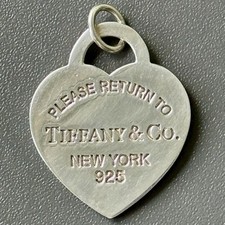 PLEASE RETURN TO
TIFFANY & CO.
NEW YORK
925